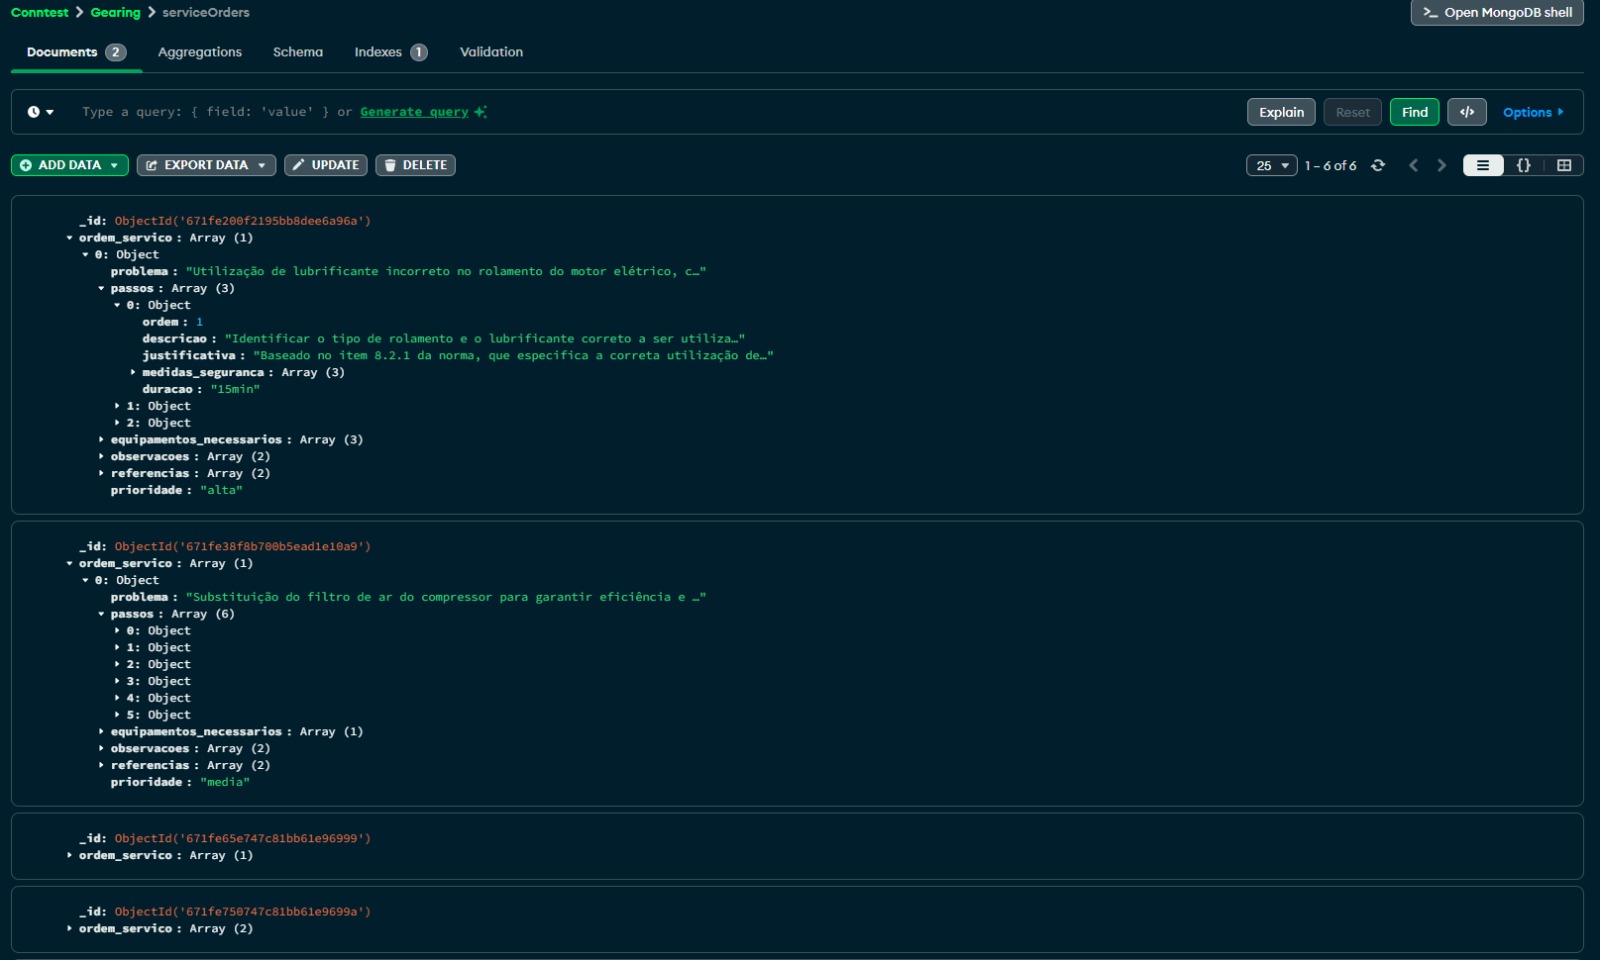 Conntest > Gearing > serviceOrders
>_ Open MongoDB shell
Documents 2 Aggregations Schema Indexes 1 Validation
Type a query: { field: 'value' } or Generate query
Explain Reset Find </> Options
ADD DATA EXPORT DATA UPDATE DELETE
25 1 – 6 of 6 {}
_id: ObjectId('671fe200f2195bb8dee6a96a')
ordem_servico : Array (1)
0: Object
problema : "Utilização de lubrificante incorreto no rolamento do motor elétrico, c…"
passos : Array (3)
0: Object
ordem : 1
descricao : "Identificar o tipo de rolamento e o lubrificante correto a ser utiliza…"
justificativa : "Baseado no item 8.2.1 da norma, que especifica a correta utilização de…"
medidas_seguranca : Array (3)
duracao : "15min"
1: Object
2: Object
equipamentos_necessarios : Array (3)
observacoes : Array (2)
referencias : Array (2)
prioridade : "alta"
_id: ObjectId('671fe38f8b700b5ead1e10a9')
ordem_servico : Array (1)
0: Object
problema : "Substituição do filtro de ar do compressor para garantir eficiência e …"
passos : Array (6)
0: Object
1: Object
2: Object
3: Object
4: Object
5: Object
equipamentos_necessarios : Array (1)
observacoes : Array (2)
referencias : Array (2)
prioridade : "media"
_id: ObjectId('671fe65e747c81bb61e96999')
ordem_servico : Array (1)
_id: ObjectId('671fe750747c81bb61e9699a')
ordem_servico : Array (2)